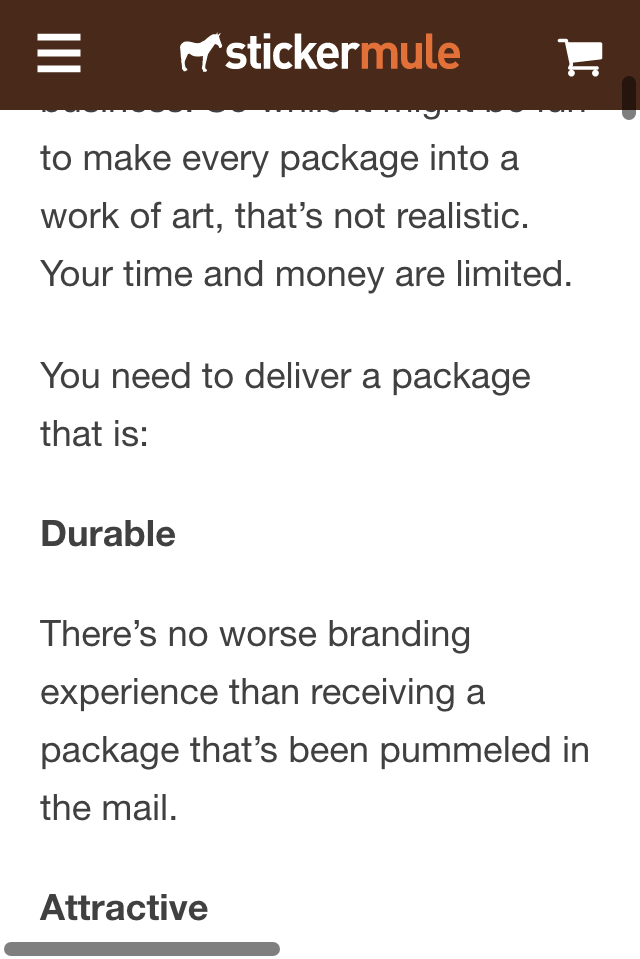 stickermule
to make every package into a
work of art, that’s not realistic.
Your time and money are limited.
You need to deliver a package
that is:
Durable
There’s no worse branding
experience than receiving a
package that’s been pummeled in
the mail.
Attractive